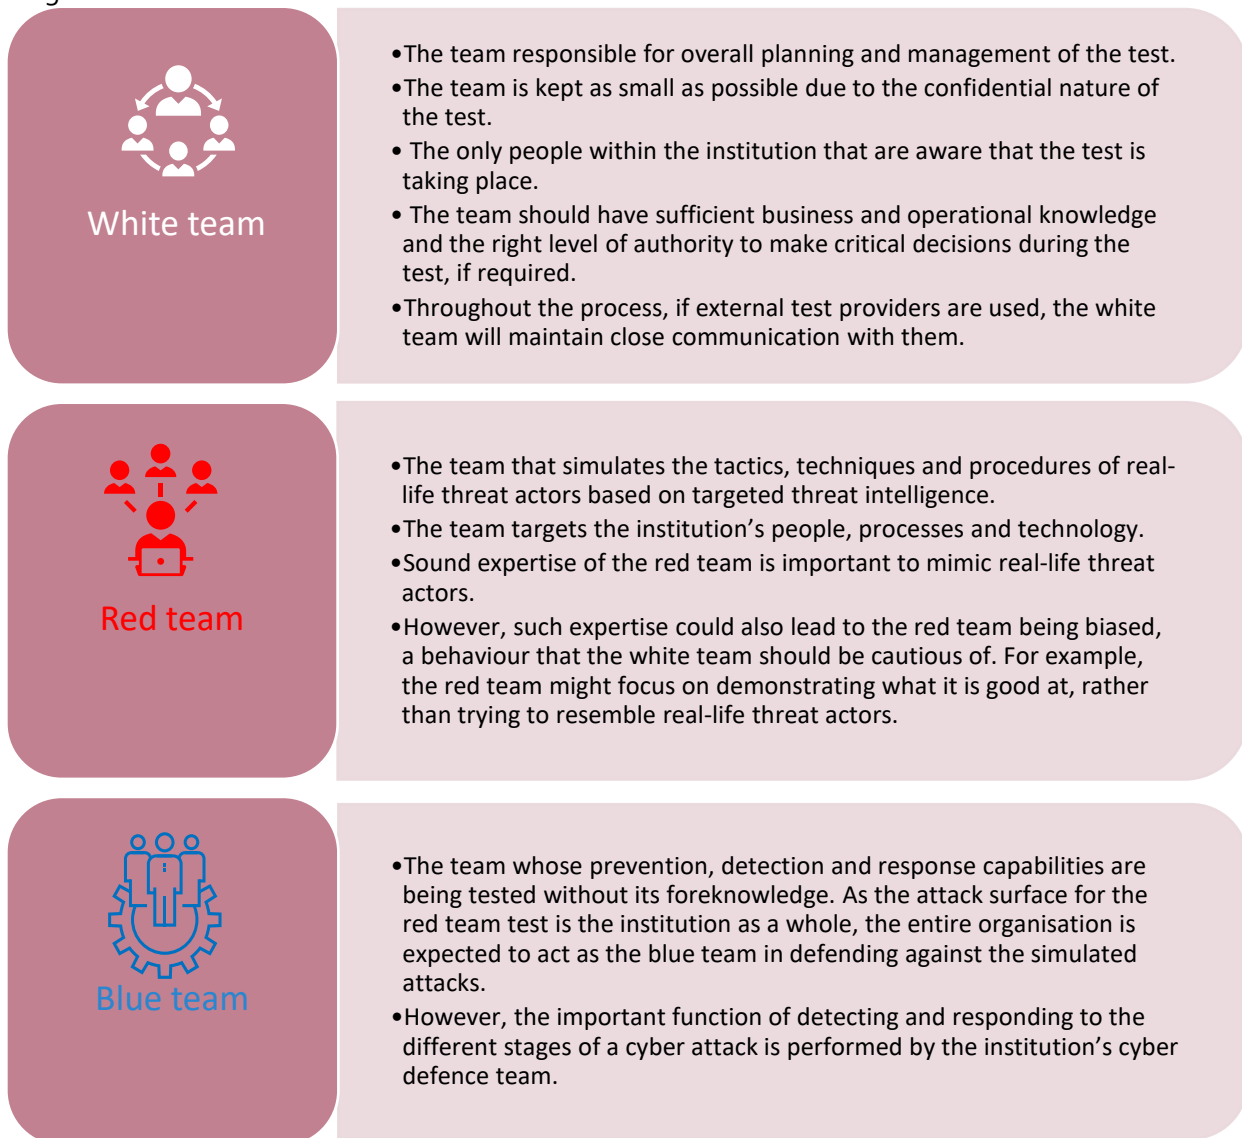 White team
•The team responsible for overall planning and management of the test.
•The team is kept as small as possible due to the confidential nature of
the test.
• The only people within the institution that are aware that the test is
taking place.
• The team should have sufficient business and operational knowledge
and the right level of authority to make critical decisions during the
test, if required.
•Throughout the process, if external test providers are used, the white
team will maintain close communication with them.
Red team
•The team that simulates the tactics, techniques and procedures of real-
life threat actors based on targeted threat intelligence.
•The team targets the institution’s people, processes and technology.
•Sound expertise of the red team is important to mimic real-life threat
actors.
•However, such expertise could also lead to the red team being biased,
a behaviour that the white team should be cautious of. For example,
the red team might focus on demonstrating what it is good at, rather
than trying to resemble real-life threat actors.
Blue team
•The team whose prevention, detection and response capabilities are
being tested without its foreknowledge. As the attack surface for the
red team test is the institution as a whole, the entire organisation is
expected to act as the blue team in defending against the simulated
attacks.
•However, the important function of detecting and responding to the
different stages of a cyber attack is performed by the institution’s cyber
defence team.